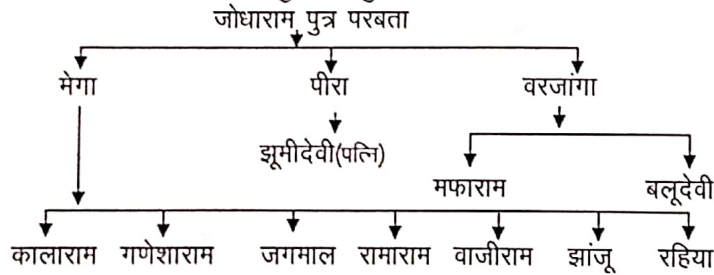 जोधाराम पुत्र परबता
मेगा पीरा वरजांगा
झूमीदेवी(पत्नि)
मफाराम बलूदेवी
कालाराम गणेशाराम जगमाल रामाराम वाजीराम झांजू रहिया